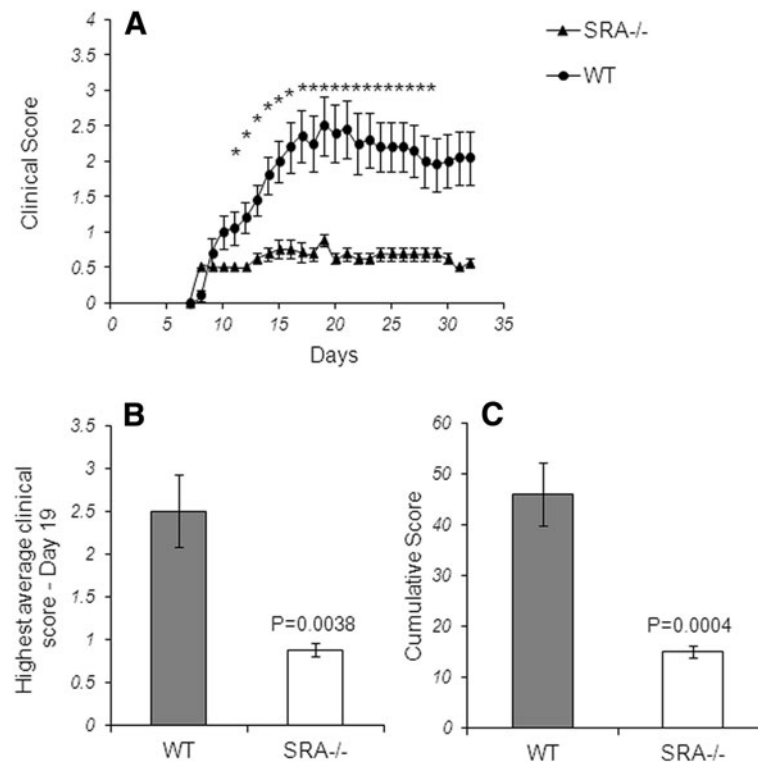 A
SRA-/-
WT
4
3.5
3
2.5
2
1.5
1
0.5
0
* * * * * * * * * * * * * * * * * * *
Clinical Score
0 5 10 15 20 25 30 35
Days
B
3.5
3
2.5
2
1.5
1
0.5
0
Highest average clinical
score - Day 19
P=0.0038
WT SRA-/-
C
60
50
40
30
20
10
0
Cumulative Score
P=0.0004
WT SRA-/-